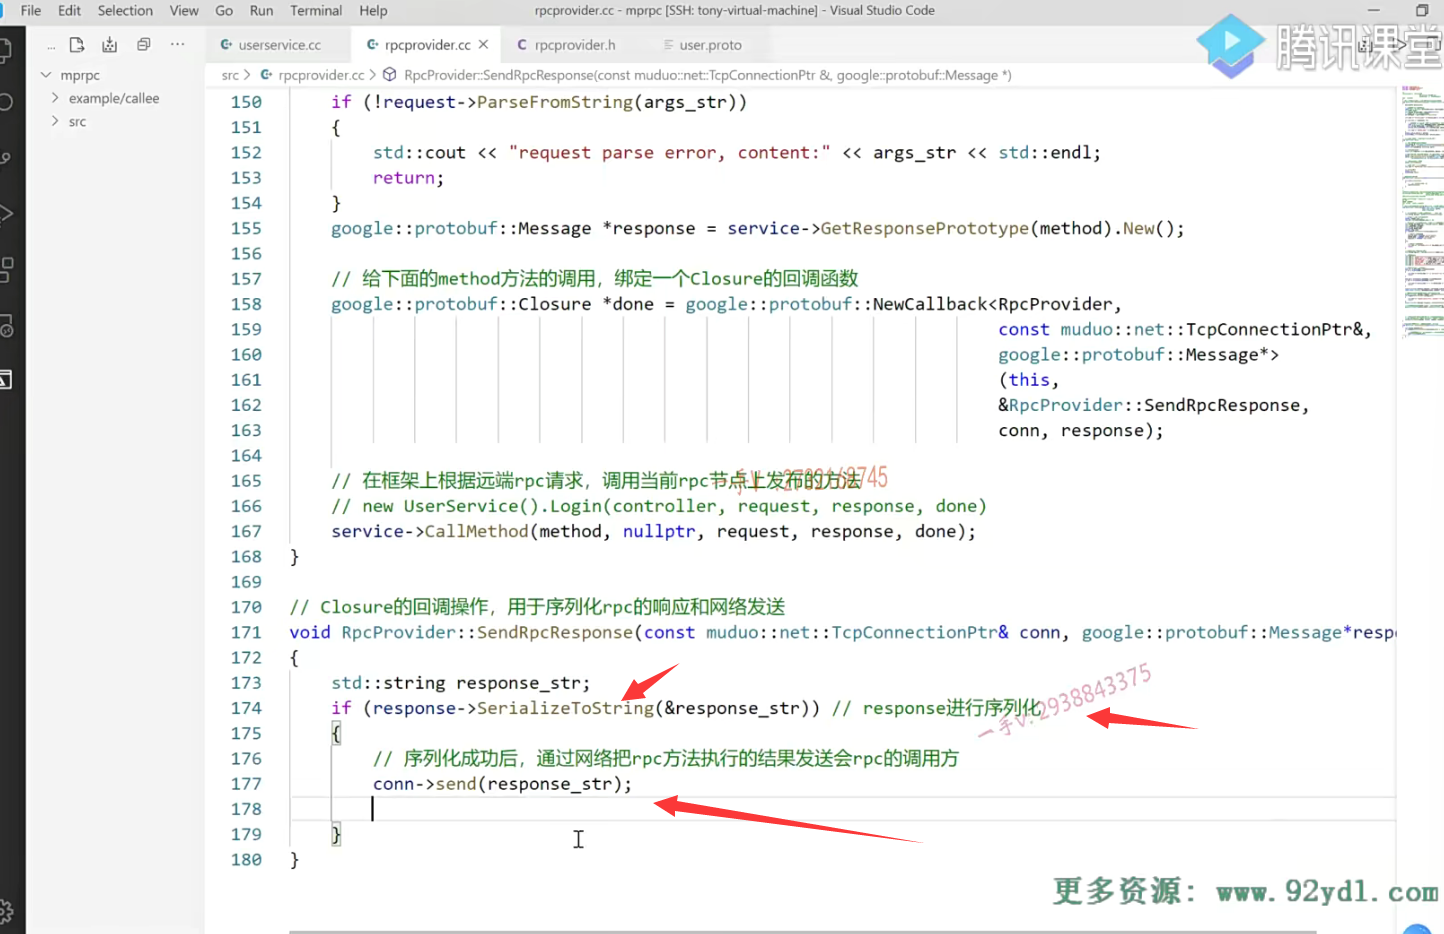 File Edit Selection View Go Run Terminal Help rpcprovider.cc - mprpc [SSH: tony-virtual-machine] - Visual Studio Code
腾讯课堂
... userservice.cc rpcprovider.cc rpcprovider.h user.proto
mprpc
example/callee
src
src > rpcprovider.cc > RpcProvider::SendRpcResponse(const muduo::net::TcpConnectionPtr &, google::protobuf::Message *)
150 if (!request->ParseFromString(args_str))
151 {
152 std::cout << "request parse error, content:" << args_str << std::endl;
153 return;
154 }
155 google::protobuf::Message *response = service->GetResponsePrototype(method).New();
156
157 // 给下面的method方法的调用，绑定一个Closure的回调函数
158 google::protobuf::Closure *done = google::protobuf::NewCallback<RpcProvider,
159 const muduo::net::TcpConnectionPtr&,
160 google::protobuf::Message*>
161 (this,
162 &RpcProvider::SendRpcResponse,
163 conn, response);
164
165 // 在框架上根据远端rpc请求，调用当前rpc节点上发布的方法
166 // new UserService().Login(controller, request, response, done)
167 service->CallMethod(method, nullptr, request, response, done);
168 }
169
170 // Closure的回调操作，用于序列化rpc的响应和网络发送
171 void RpcProvider::SendRpcResponse(const muduo::net::TcpConnectionPtr& conn, google::protobuf::Message*resp
172 {
173 std::string response_str;
174 if (response->SerializeToString(&response_str)) // response进行序列化
175 {
176 // 序列化成功后，通过网络把rpc方法执行的结果发送会rpc的调用方
177 conn->send(response_str);
178
179 }
180 }
一手V:2938843375
更多资源：www.92ydl.com